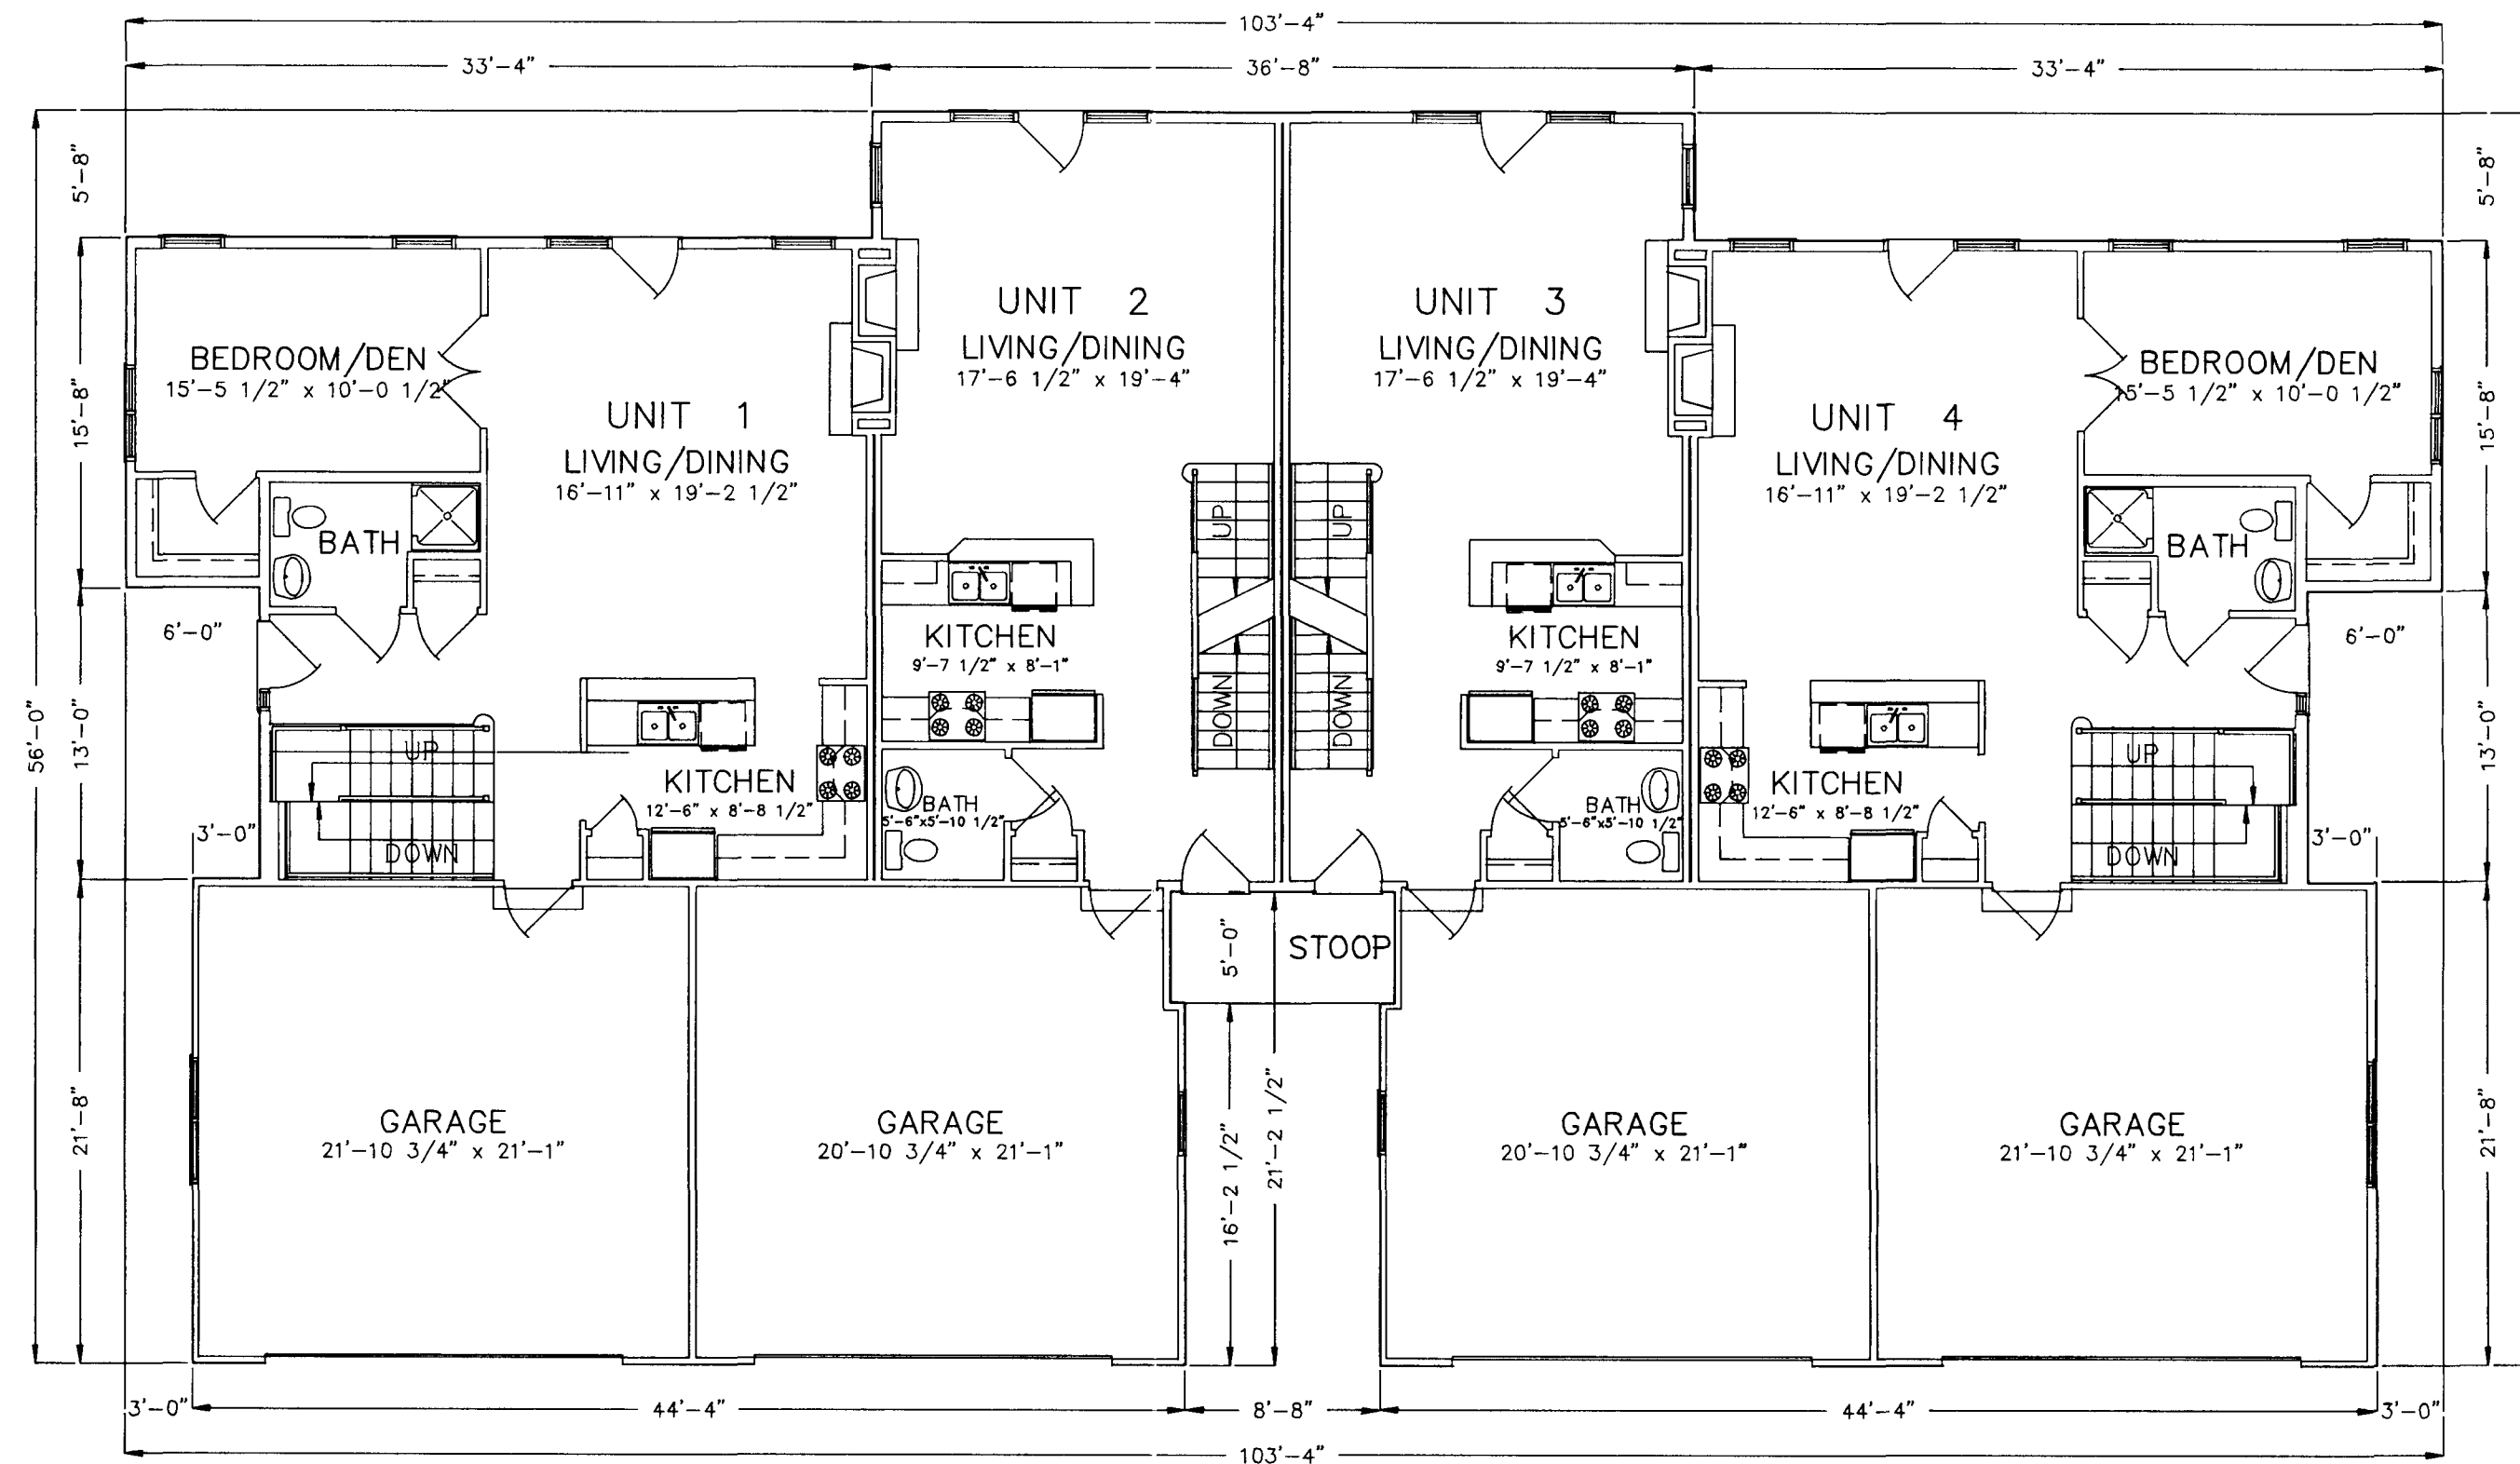 103'-4"
33'-4" 36'-8" 33'-4"
5'-8" 5'-8"
UNIT 2
LIVING/DINING
17'-6 1/2" x 19'-4"
UNIT 3
LIVING/DINING
17'-6 1/2" x 19'-4"
BEDROOM/DEN
15'-5 1/2" x 10'-0 1/2"
BEDROOM/DEN
15'-5 1/2" x 10'-0 1/2"
15'-8" 15'-8"
UNIT 1
LIVING/DINING
16'-11" x 19'-2 1/2"
UNIT 4
LIVING/DINING
16'-11" x 19'-2 1/2"
BATH
UP
UP
BATH
6'-0" 6'-0"
KITCHEN
9'-7 1/2" x 8'-1"
KITCHEN
9'-7 1/2" x 8'-1"
DOWN
DOWN
56'-0"
13'-0" 13'-0"
UP
UP
KITCHEN
12'-6" x 8'-8 1/2"
KITCHEN
12'-6" x 8'-8 1/2"
BATH
5'-6"x5'-10 1/2"
BATH
5'-6"x5'-10 1/2"
3'-0" 3'-0"
DOWN
DOWN
5'-0"
STOOP
21'-8" 21'-8"
GARAGE
21'-10 3/4" x 21'-1"
GARAGE
20'-10 3/4" x 21'-1"
16'-2 1/2"
21'-2 1/2"
GARAGE
20'-10 3/4" x 21'-1"
GARAGE
21'-10 3/4" x 21'-1"
3'-0" 44'-4" 8'-8" 44'-4" 3'-0"
103'-4"